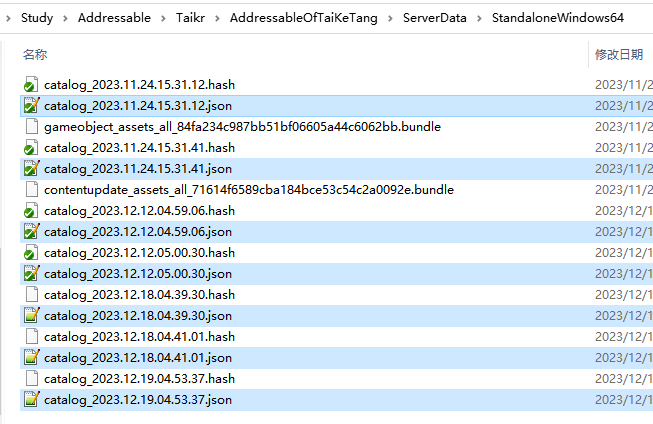 Study > Addressable > Taikr > AddressableOfTaiKeTang > ServerData > StandaloneWindows64
名称 修改日期
catalog_2023.11.24.15.31.12.hash 2023/11/2
catalog_2023.11.24.15.31.12.json 2023/11/2
gameobject_assets_all_84fa234c987bb51bf06605a44c6062bb.bundle 2023/11/2
catalog_2023.11.24.15.31.41.hash 2023/11/2
catalog_2023.11.24.15.31.41.json 2023/11/2
contentupdate_assets_all_71614f6589cba184bce53c54c2a0092e.bundle 2023/11/2
catalog_2023.12.12.04.59.06.hash 2023/12/1
catalog_2023.12.12.04.59.06.json 2023/12/1
catalog_2023.12.12.05.00.30.hash 2023/12/1
catalog_2023.12.12.05.00.30.json 2023/12/1
catalog_2023.12.18.04.39.30.hash 2023/12/1
catalog_2023.12.18.04.39.30.json 2023/12/1
catalog_2023.12.18.04.41.01.hash 2023/12/1
catalog_2023.12.18.04.41.01.json 2023/12/1
catalog_2023.12.19.04.53.37.hash 2023/12/1
catalog_2023.12.19.04.53.37.json 2023/12/1